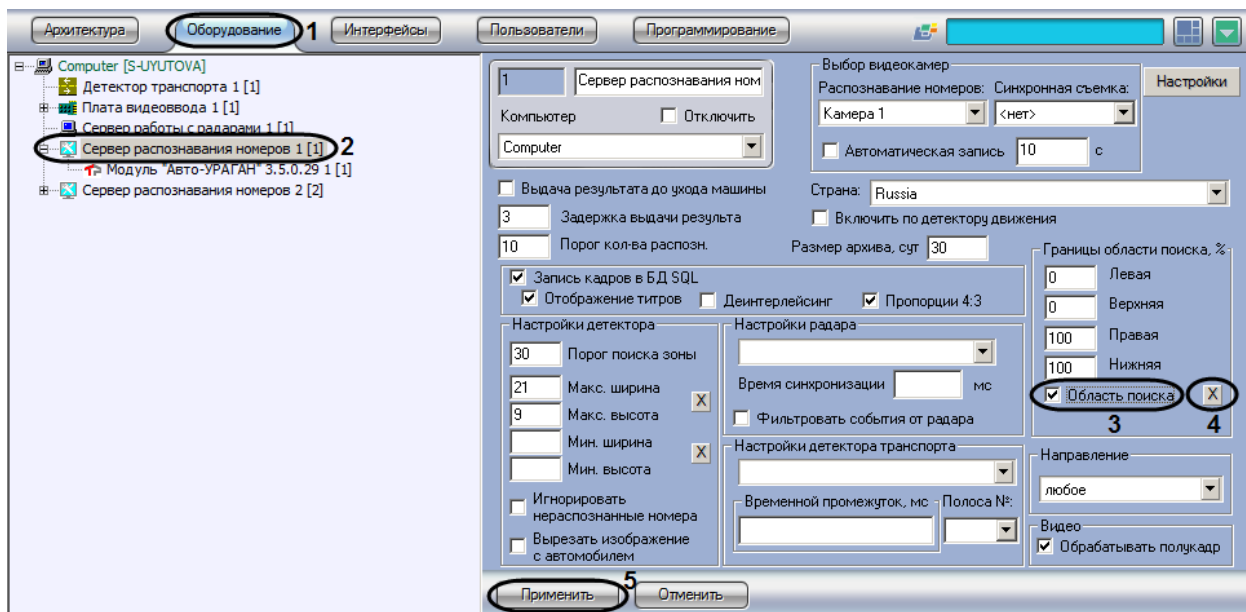 Архитектура Оборудование 1 Интерфейсы Пользователи Программирование
Computer [S-UYUTOVA]
Детектор транспорта 1 [1]
Плата видеоввода 1 [1]
Сервер работы с радарами 1 [1]
Сервер распознавания номеров 1 [1] 2
Модуль "Авто-УРАГАН" 3.5.0.29 1 [1]
Сервер распознавания номеров 2 [2]
1 Сервер распознавания ном
Компьютер Отключить
Computer
Выбор видеокамер
Распознавание номеров: Синхронная съемка:
Камера 1 <нет>
Автоматическая запись 10 с
Настройки
Выдача результата до ухода машины
3 Задержка выдачи результа
10 Порог кол-ва распозн.
Страна: Russia
Включить по детектору движения
Размер архива, сут 30
Запись кадров в БД SQL
Отображение титров Деинтерлейсинг Пропорции 4:3
Границы области поиска, %
0 Левая
0 Верхняя
100 Правая
100 Нижняя
Область поиска X
3 4
Настройки детектора
30 Порог поиска зоны
21 Макс. ширина
X
9 Макс. высота
Мин. ширина
X
Мин. высота
Игнорировать
нераспознанные номера
Вырезать изображение
с автомобилем
Настройки радара
Время синхронизации мс
Фильтровать события от радара
Настройки детектора транспорта
Временной промежуток, мс Полоса №:
Направление
любое
Видео
Обрабатывать полукадр
Применить 5 Отменить